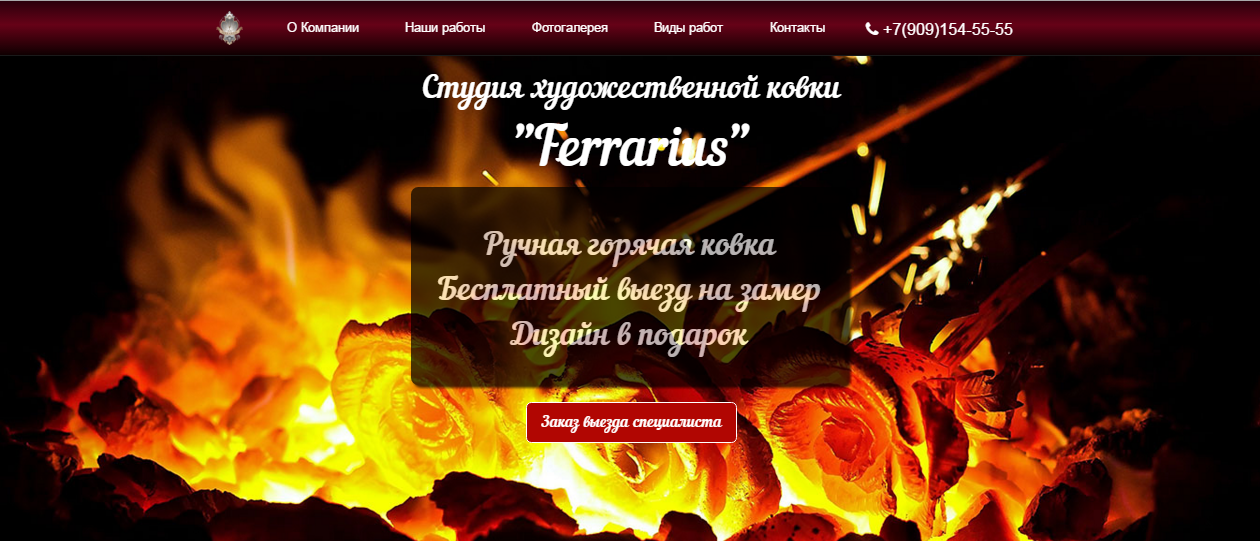 О Компании
Наши работы
Фотогалерея
Виды работ
Контакты
+7(909)154-55-55
Студия художественной ковки
"Ferrarius"
Ручная горячая ковка
Бесплатный выезд на замер
Дизайн в подарок
Заказ выезда специалиста